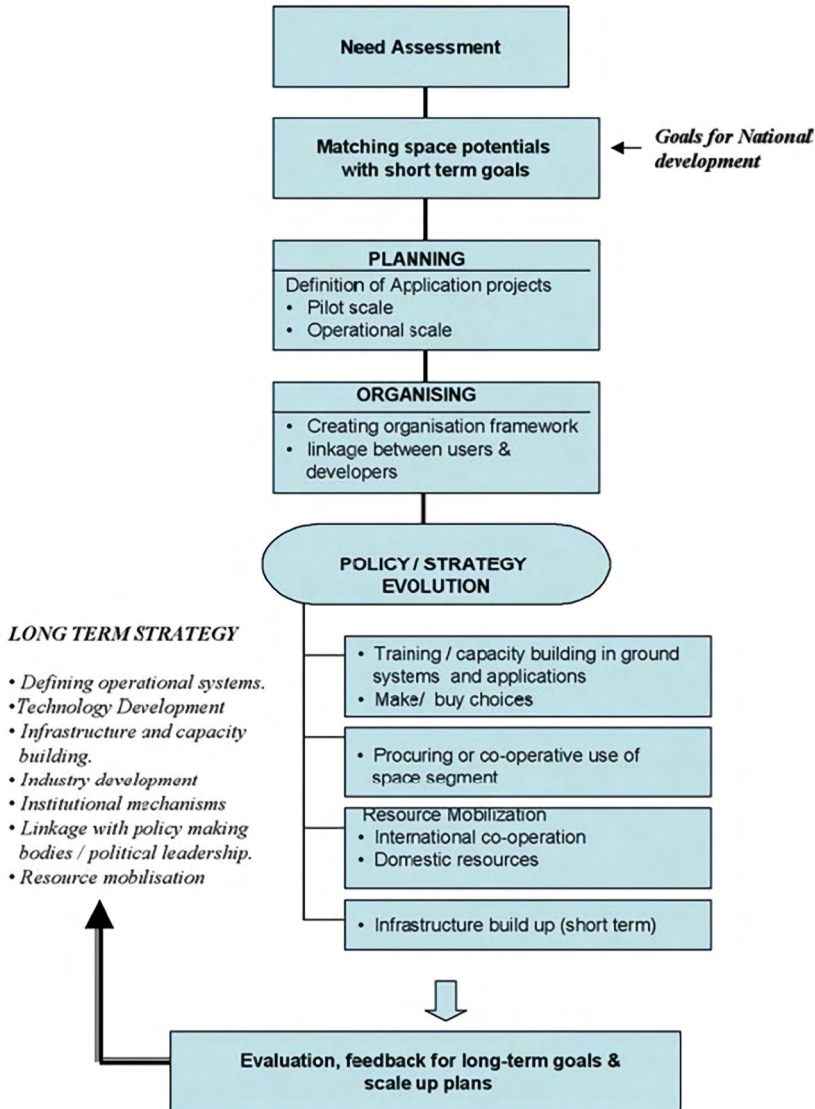 Need Assessment
Matching space potentials
with short term goals
Goals for National
development
PLANNING
Definition of Application projects
• Pilot scale
• Operational scale
ORGANISING
• Creating organisation framework
• linkage between users &
developers
POLICY / STRATEGY
EVOLUTION
• Training / capacity building in ground
systems and applications
• Make/ buy choices
• Procuring or co-operative use of
space segment
Resource Mobilization
• International co-operation
• Domestic resources
• Infrastructure build up (short term)
LONG TERM STRATEGY
• Defining operational systems.
•Technology Development
• Infrastructure and capacity
building.
• Industry development
• Institutional mechanisms
• Linkage with policy making
bodies / political leadership.
• Resource mobilisation
Evaluation, feedback for long-term goals &
scale up plans